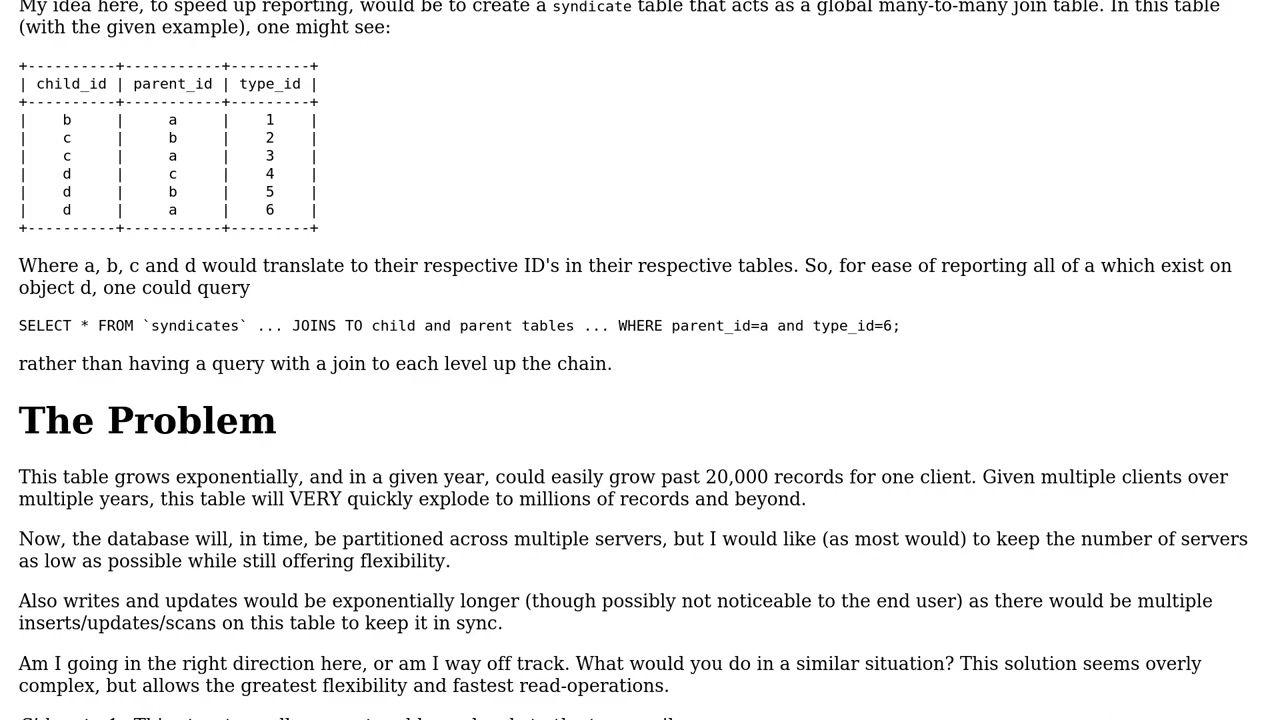 My idea here, to speed up reporting, would be to create a syndicate table that acts as a global many-to-many join table. In this table
(with the given example), one might see:
+----------+-----------+---------+
| child_id | parent_id | type_id |
+----------+-----------+---------+
|    b     |     a     |    1    |
|    c     |     b     |    2    |
|    c     |     a     |    3    |
|    d     |     c     |    4    |
|    d     |     b     |    5    |
|    d     |     a     |    6    |
+----------+-----------+---------+
Where a, b, c and d would translate to their respective ID's in their respective tables. So, for ease of reporting all of a which exist on
object d, one could query
SELECT * FROM `syndicates` ... JOINS TO child and parent tables ... WHERE parent_id=a and type_id=6;
rather than having a query with a join to each level up the chain.
The Problem
This table grows exponentially, and in a given year, could easily grow past 20,000 records for one client. Given multiple clients over
multiple years, this table will VERY quickly explode to millions of records and beyond.
Now, the database will, in time, be partitioned across multiple servers, but I would like (as most would) to keep the number of servers
as low as possible while still offering flexibility.
Also writes and updates would be exponentially longer (though possibly not noticeable to the end user) as there would be multiple
inserts/updates/scans on this table to keep it in sync.
Am I going in the right direction here, or am I way off track. What would you do in a similar situation? This solution seems overly
complex, but allows the greatest flexibility and fastest read-operations.